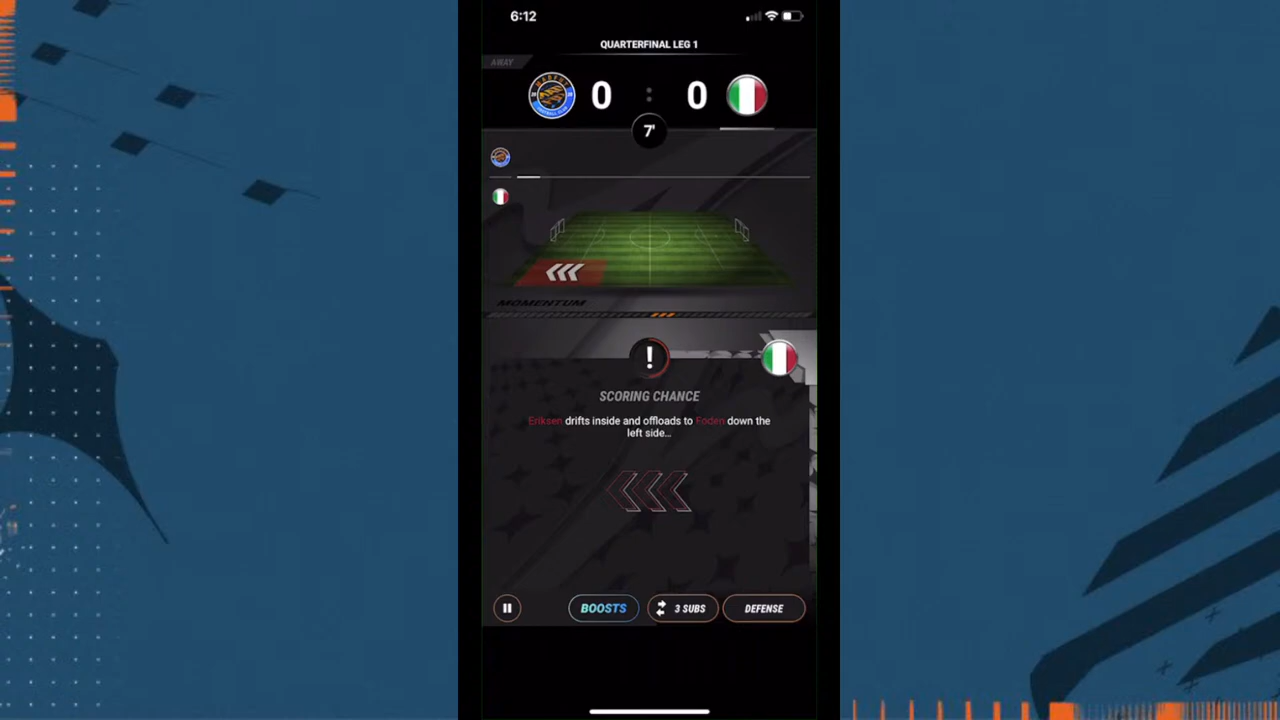 6:12
QUARTERFINAL LEG 1
AWAY
0 : 0
7'
MOMENTUM
!
SCORING CHANCE
Eriksen drifts inside and offloads to Foden down the
left side...
BOOSTS
3 SUBS
DEFENSE